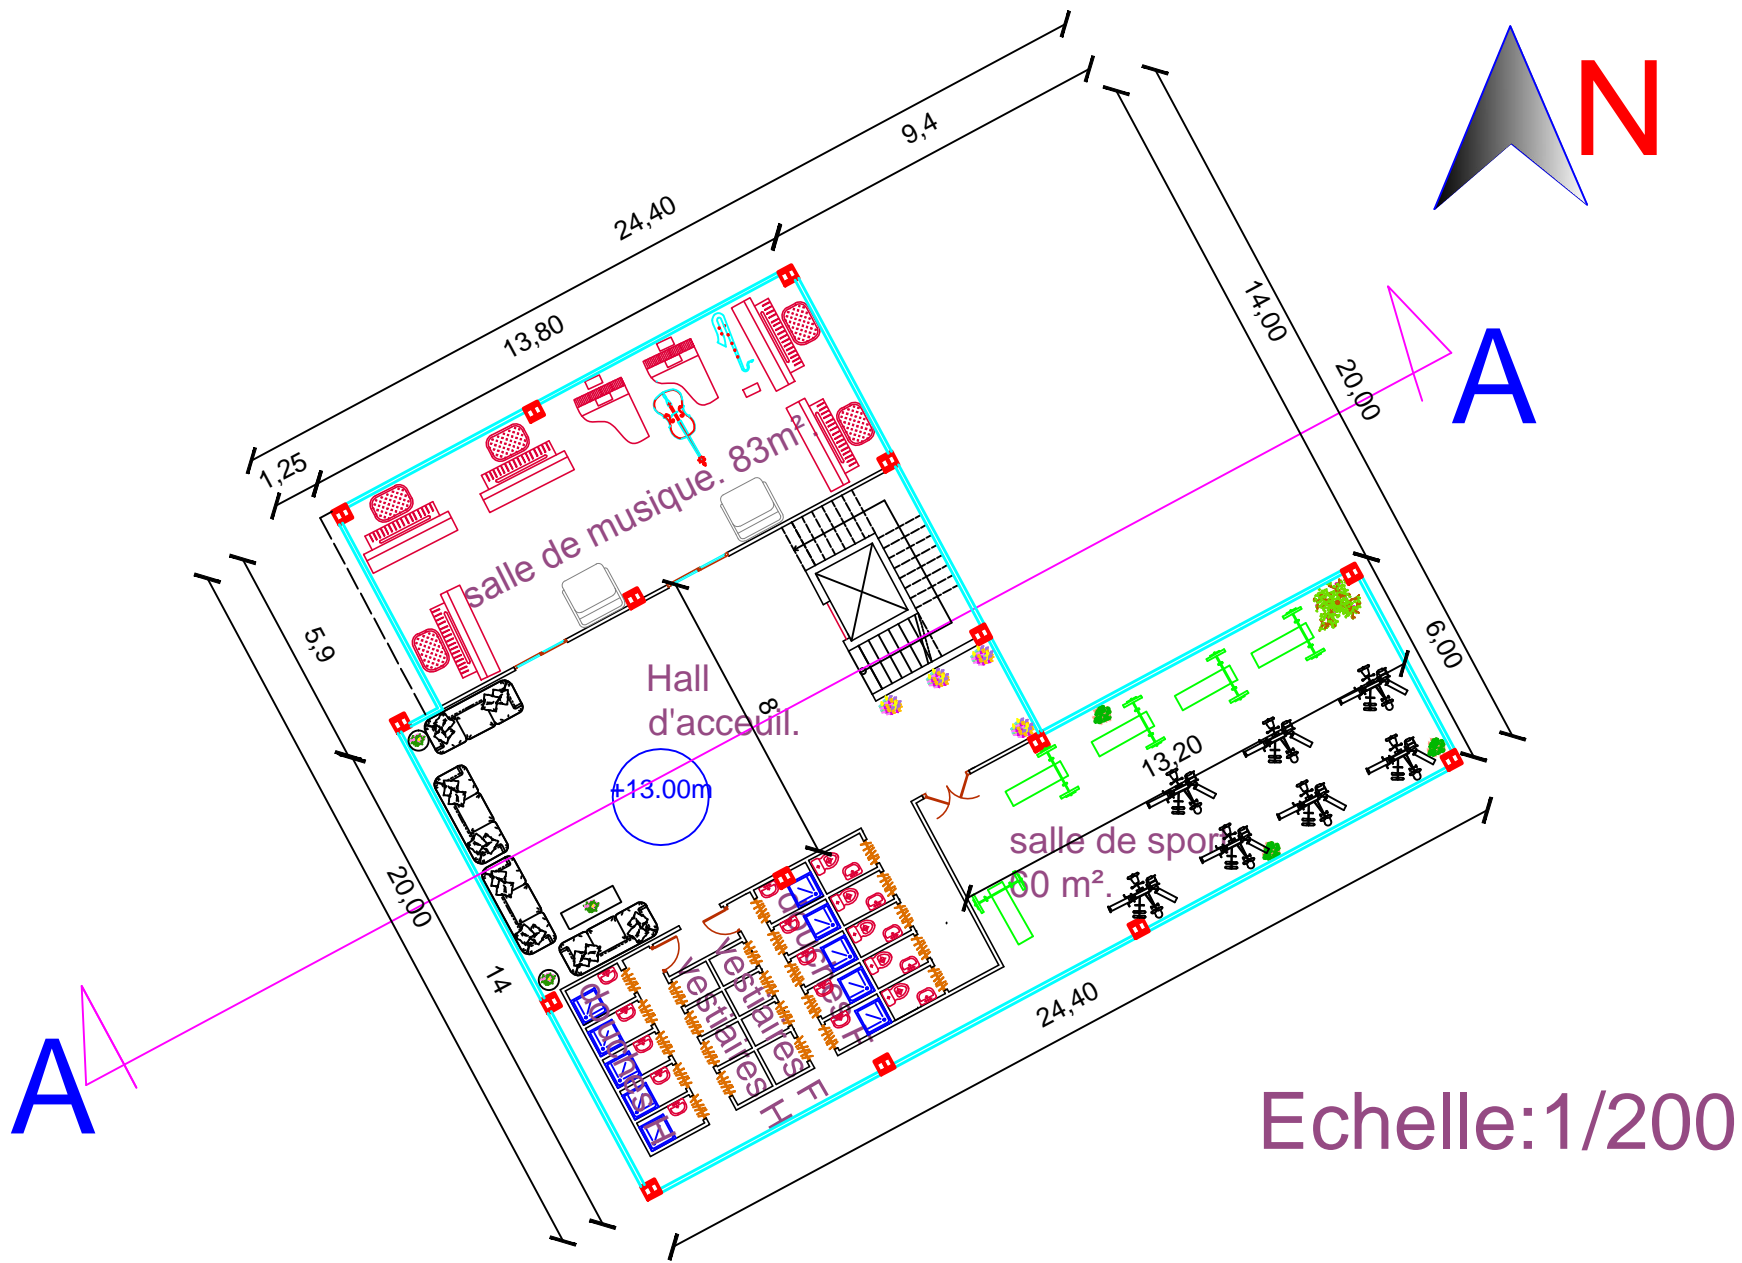 N
9,4
24,40
13,80
1,25
14,00
20,00
A
salle de musique. 83m².
5,9
6,00
Hall
d'acceuil.
8
13,20
+13.00m
salle de sport
60 m².
20,00
14
douches F
vestiaires F
vestiaires H
douches H
24,40
A
Echelle:1/200